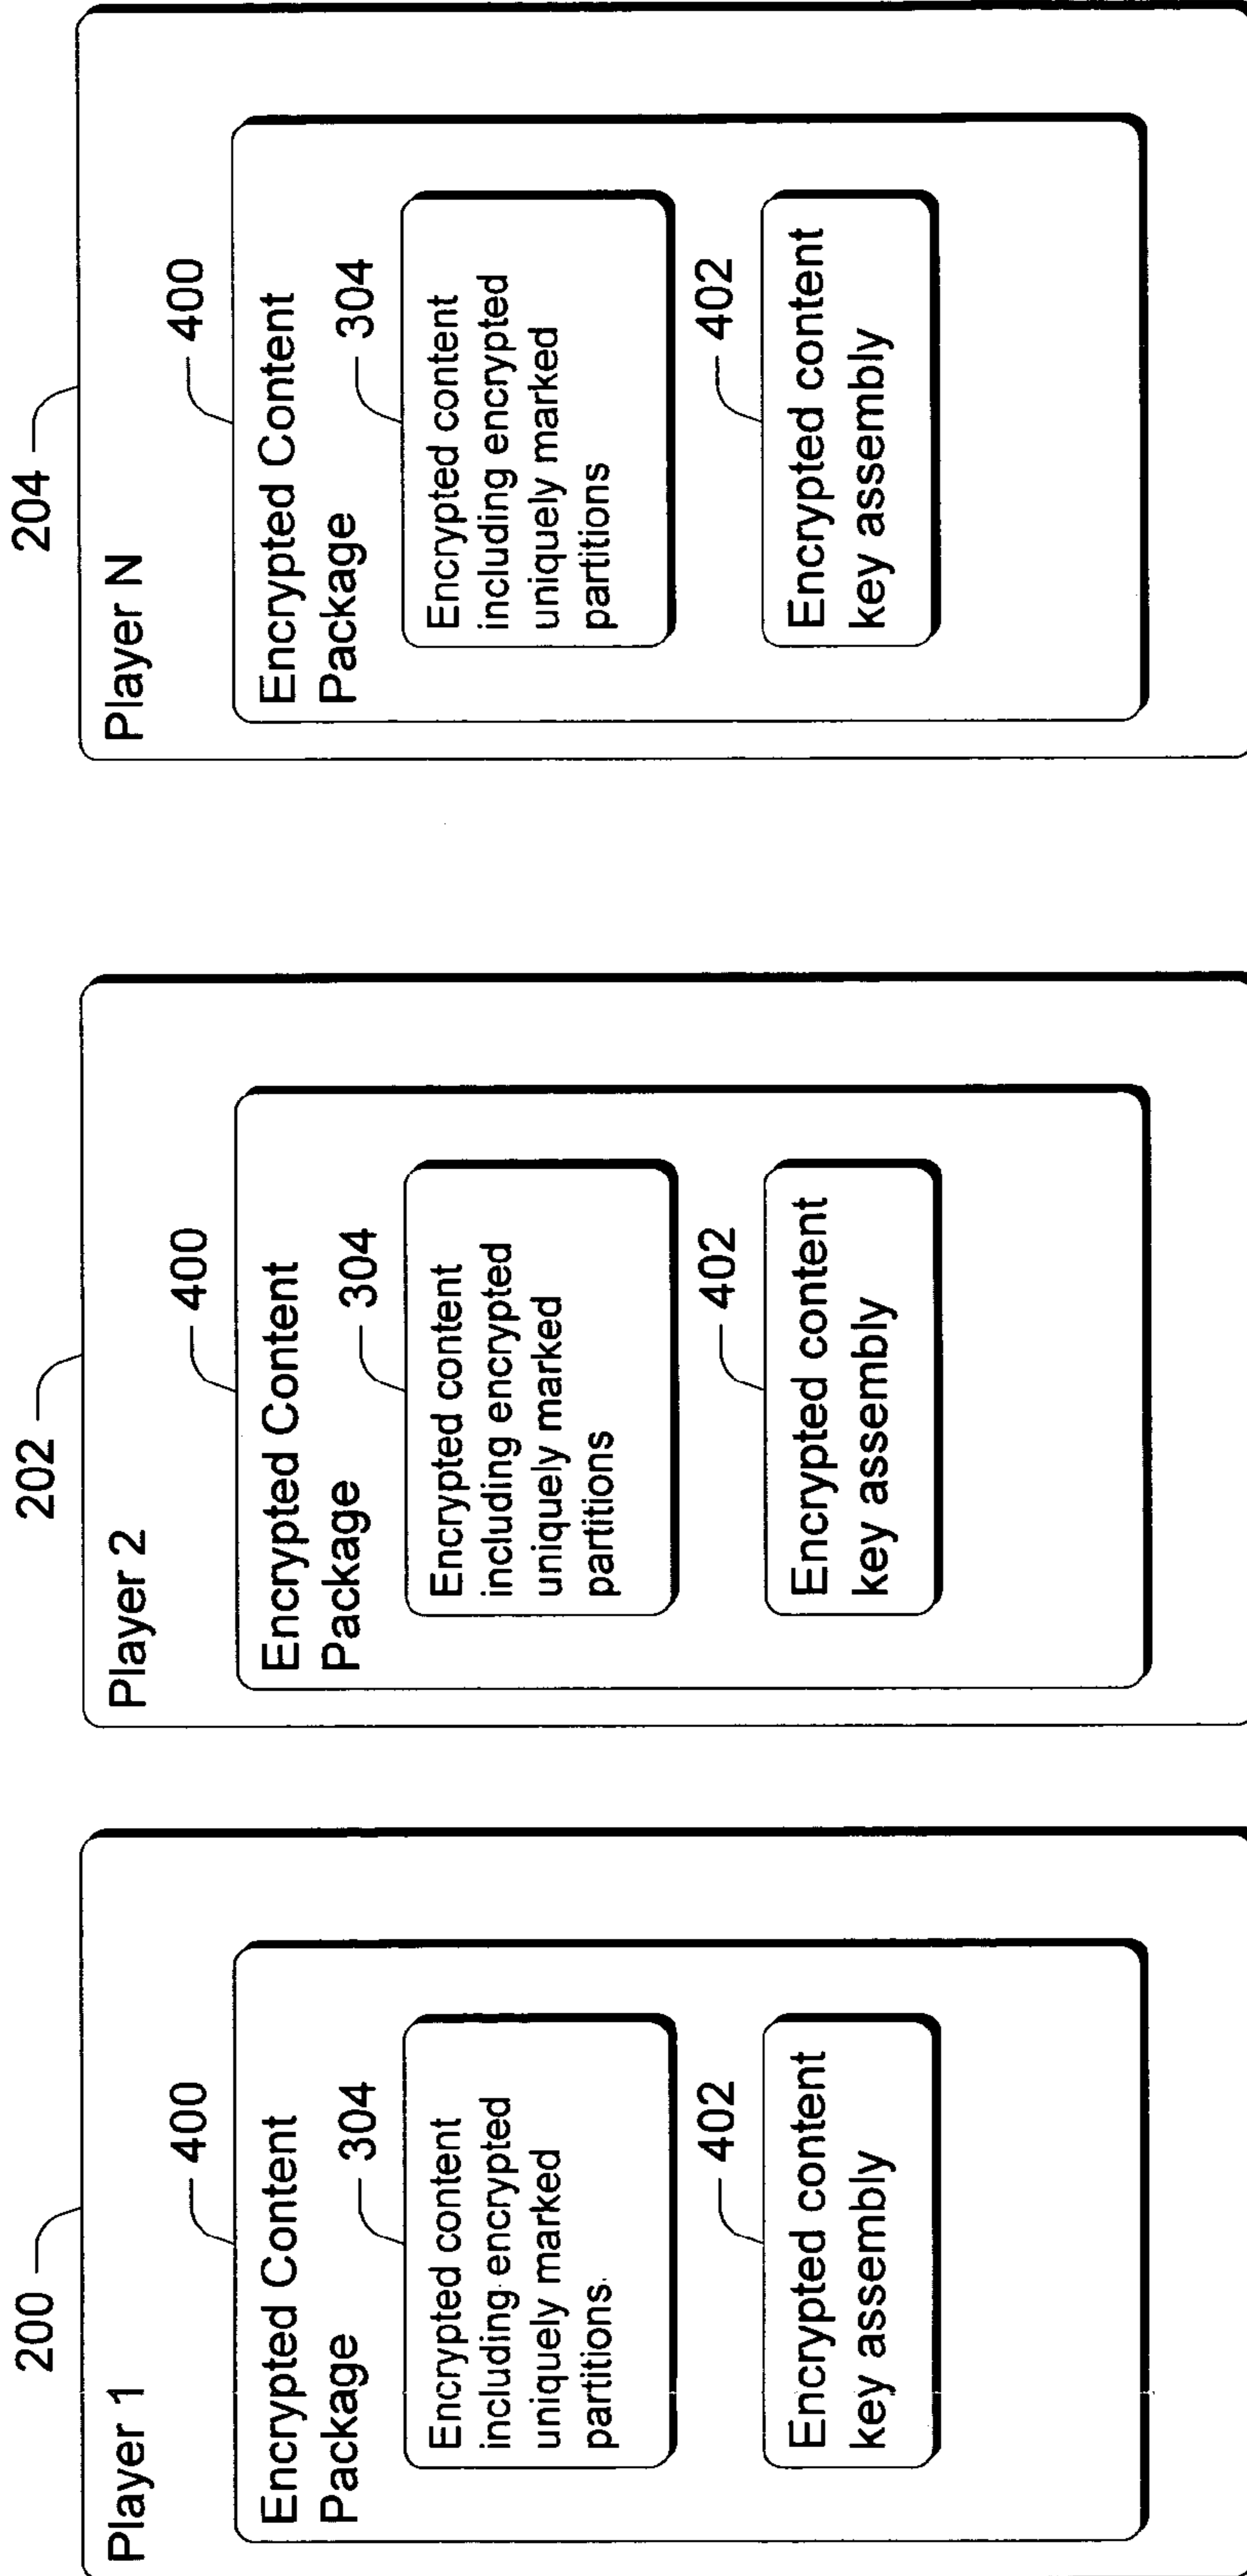 200
Player 1
400
Encrypted Content
Package
304
Encrypted content
including encrypted
uniquely marked
partitions
402
Encrypted content
key assembly
202
Player 2
400
Encrypted Content
Package
304
Encrypted content
including encrypted
uniquely marked
partitions
402
Encrypted content
key assembly
204
Player N
400
Encrypted Content
Package
304
Encrypted content
including encrypted
uniquely marked
partitions
402
Encrypted content
key assembly